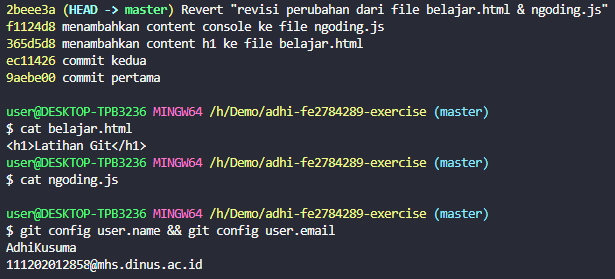 2beee3a (HEAD -> master) Revert "revisi perubahan dari file belajar.html & ngoding.js"
f1124d8 menambahkan content console ke file ngoding.js
365d5d8 menambahkan content h1 ke file belajar.html
ec11426 commit kedua
9aebe00 commit pertama
user@DESKTOP-TPB3236 MINGW64 /h/Demo/adhi-fe2784289-exercise (master)
$ cat belajar.html
<h1>Latihan Git</h1>
user@DESKTOP-TPB3236 MINGW64 /h/Demo/adhi-fe2784289-exercise (master)
$ cat ngoding.js
user@DESKTOP-TPB3236 MINGW64 /h/Demo/adhi-fe2784289-exercise (master)
$ git config user.name && git config user.email
AdhiKusuma
111202012858@mhs.dinus.ac.id